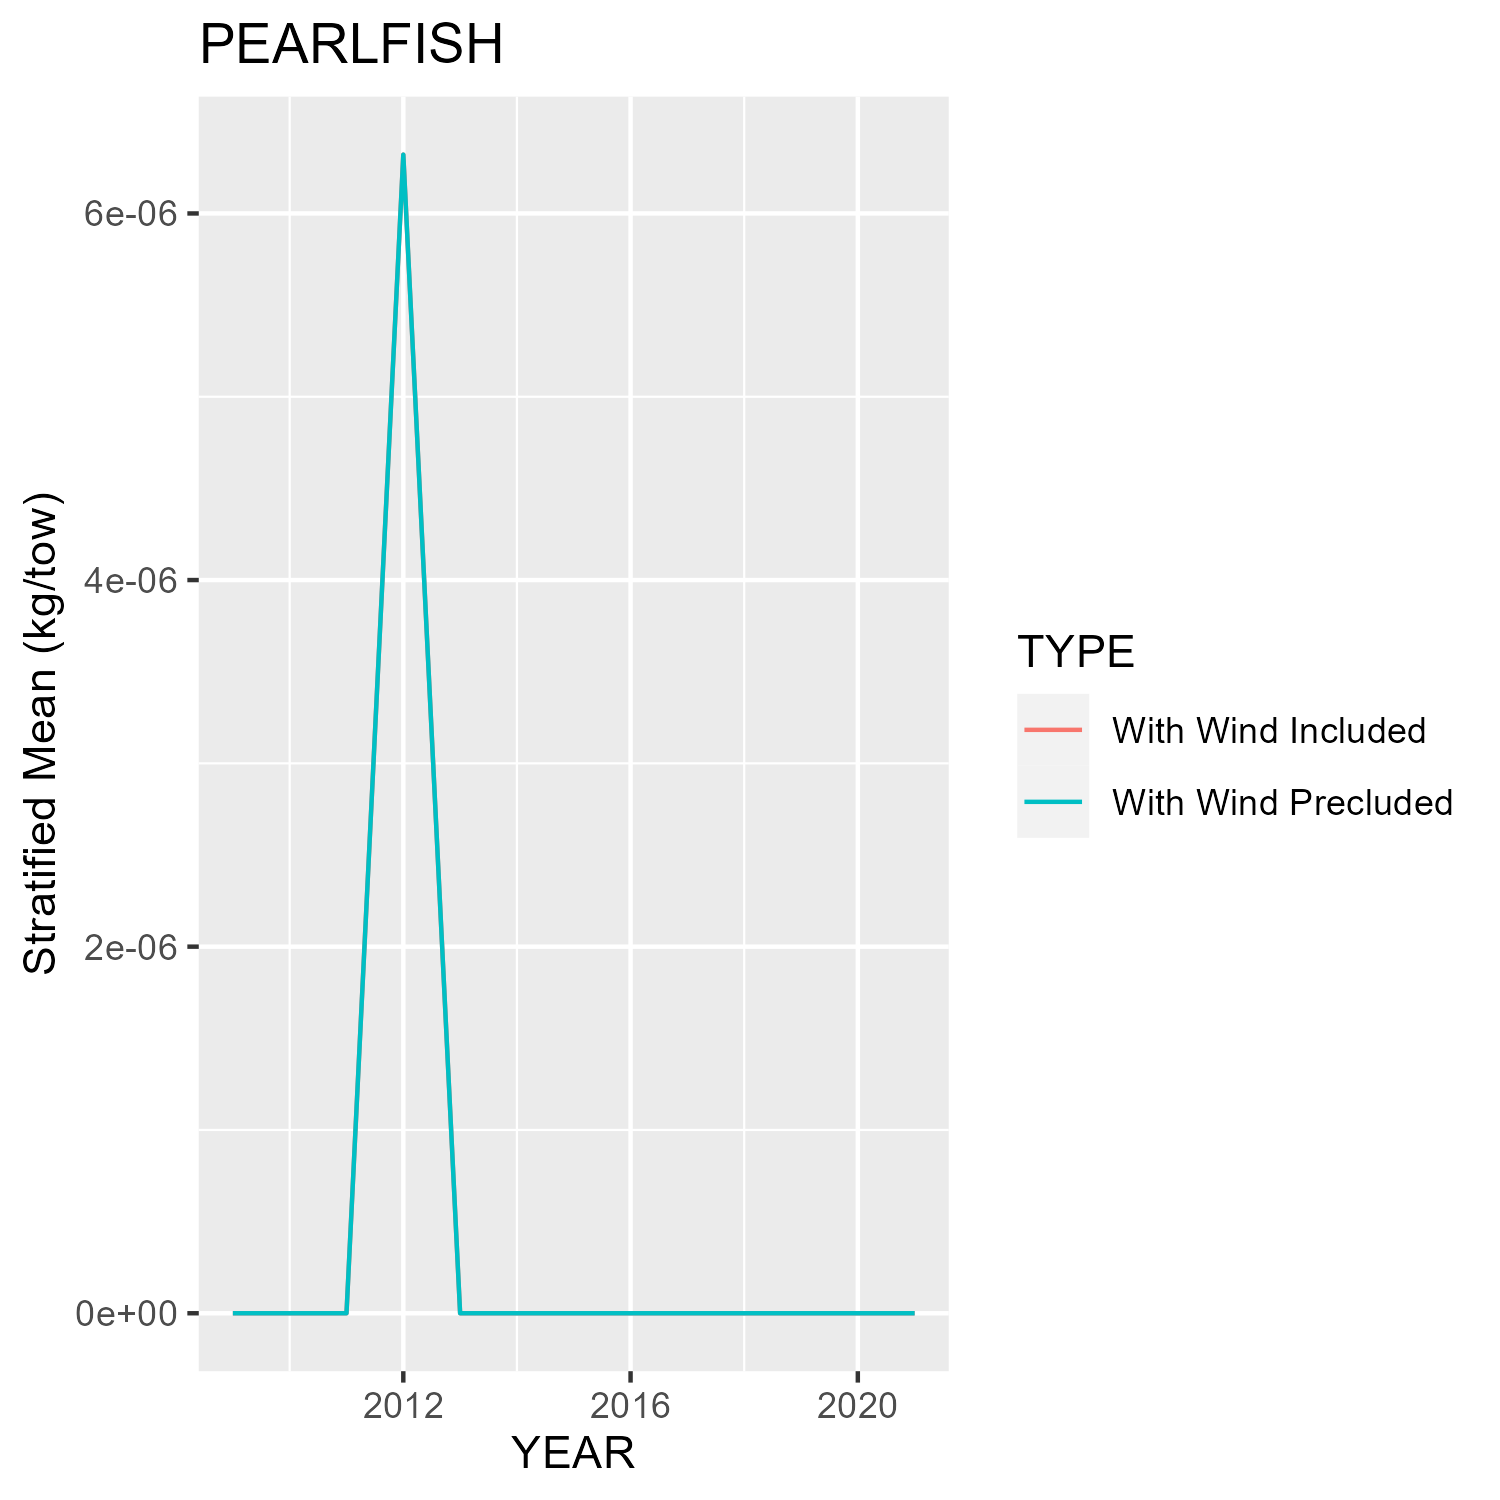 PEARLFISH
Stratified Mean (kg/tow)
6e-06
4e-06
2e-06
0e+00
2012
2016
2020
YEAR
TYPE
With Wind Included
With Wind Precluded